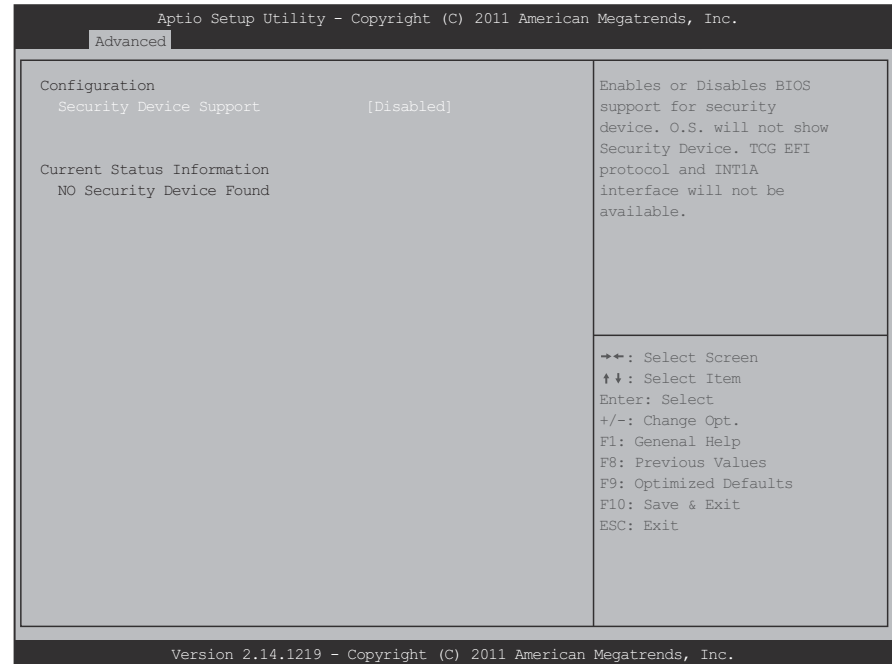 Aptio Setup Utility - Copyright (C) 2011 American Megatrends, Inc.
Advanced
Configuration
Security Device Support [Disabled]
Current Status Information
NO Security Device Found
Enables or Disables BIOS
support for security
device. O.S. will not show
Security Device. TCG EFI
protocol and INT1A
interface will not be
available.
→←: Select Screen
↑↓: Select Item
Enter: Select
+/-: Change Opt.
F1: Genenal Help
F8: Previous Values
F9: Optimized Defaults
F10: Save & Exit
ESC: Exit
Version 2.14.1219 - Copyright (C) 2011 American Megatrends, Inc.